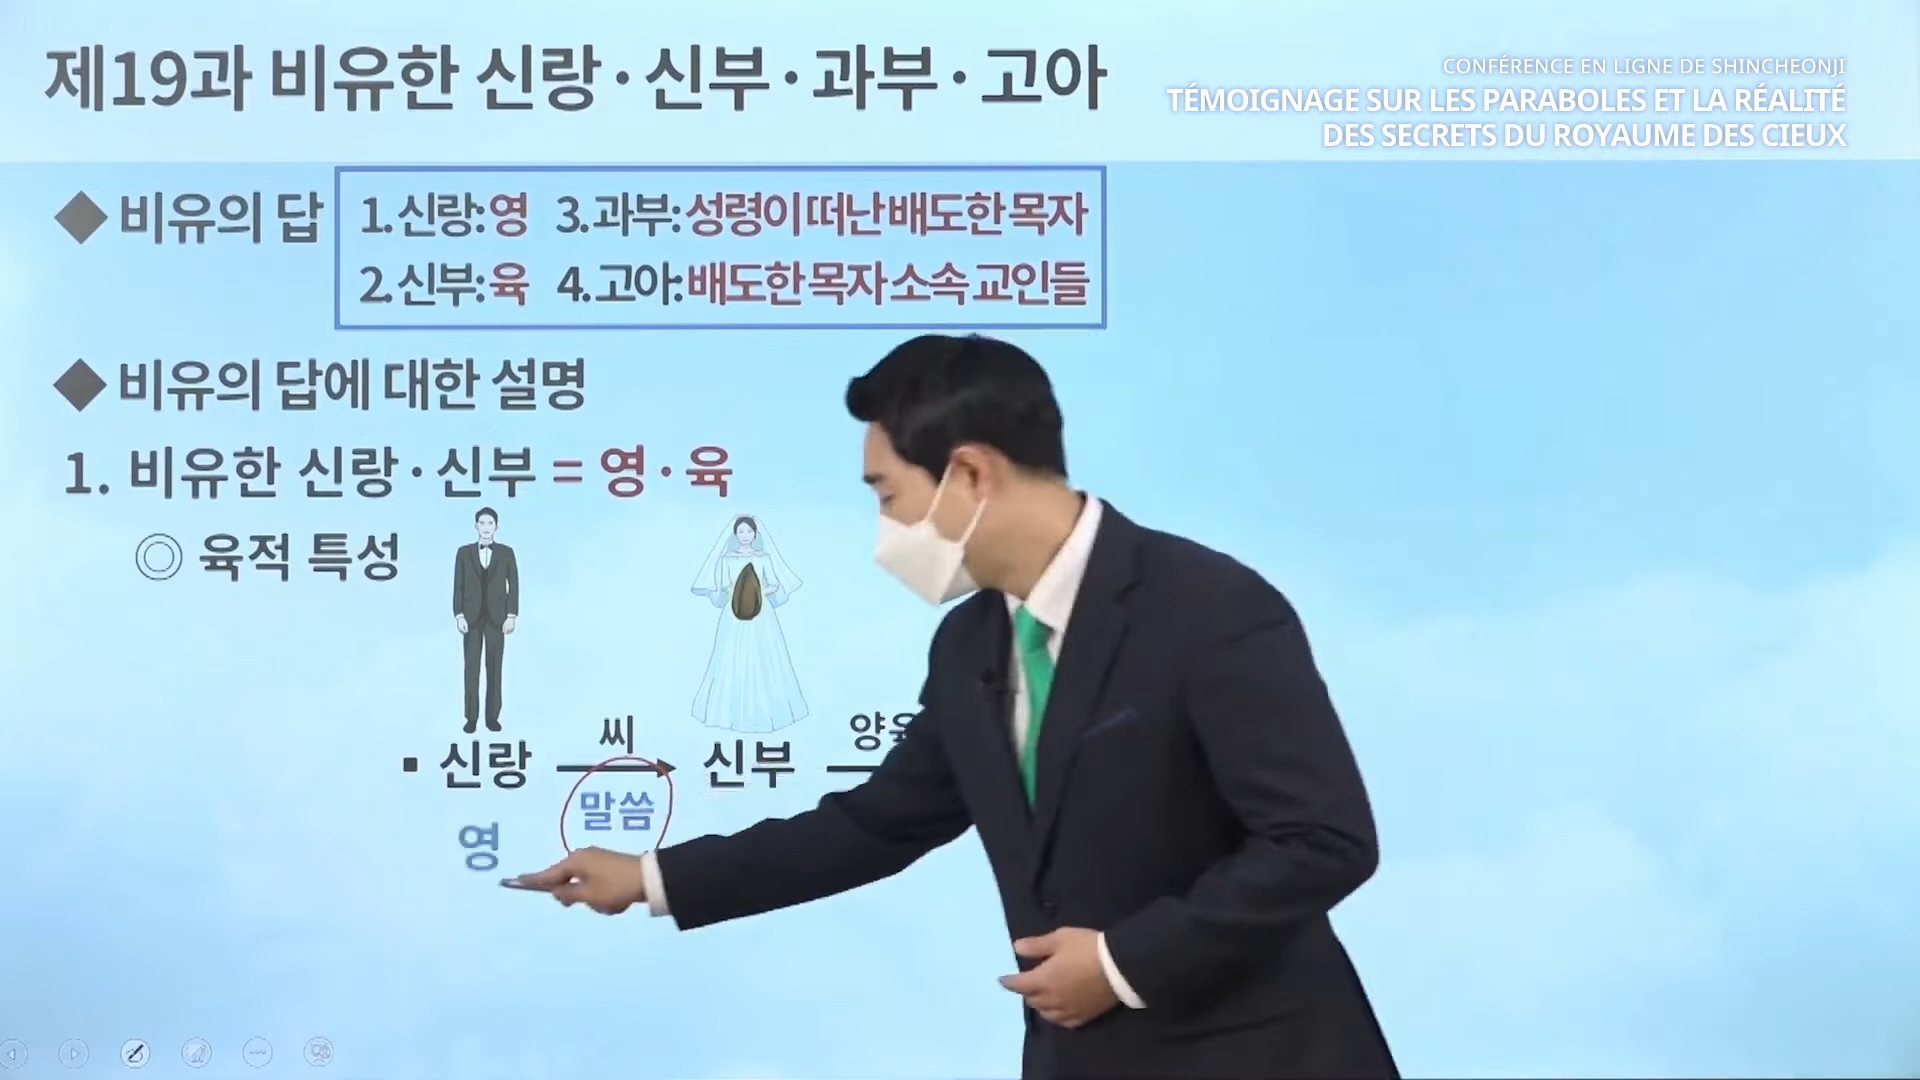 제19과 비유한 신랑·신부·과부·고아
CONFÉRENCE EN LIGNE DE SHINCHEONJI
TÉMOIGNAGE SUR LES PARABOLES ET LA RÉALITÉ
DES SECRETS DU ROYAUME DES CIEUX
◆ 비유의 답
1. 신랑: 영 3. 과부: 성령이 떠난 배도한 목자
2. 신부: 육 4. 고아: 배도한 목자 소속 교인들
◆ 비유의 답에 대한 설명
1. 비유한 신랑·신부 = 영·육
◎ 육적 특성
씨
양육
▪ 신랑 → 신부
말씀
영